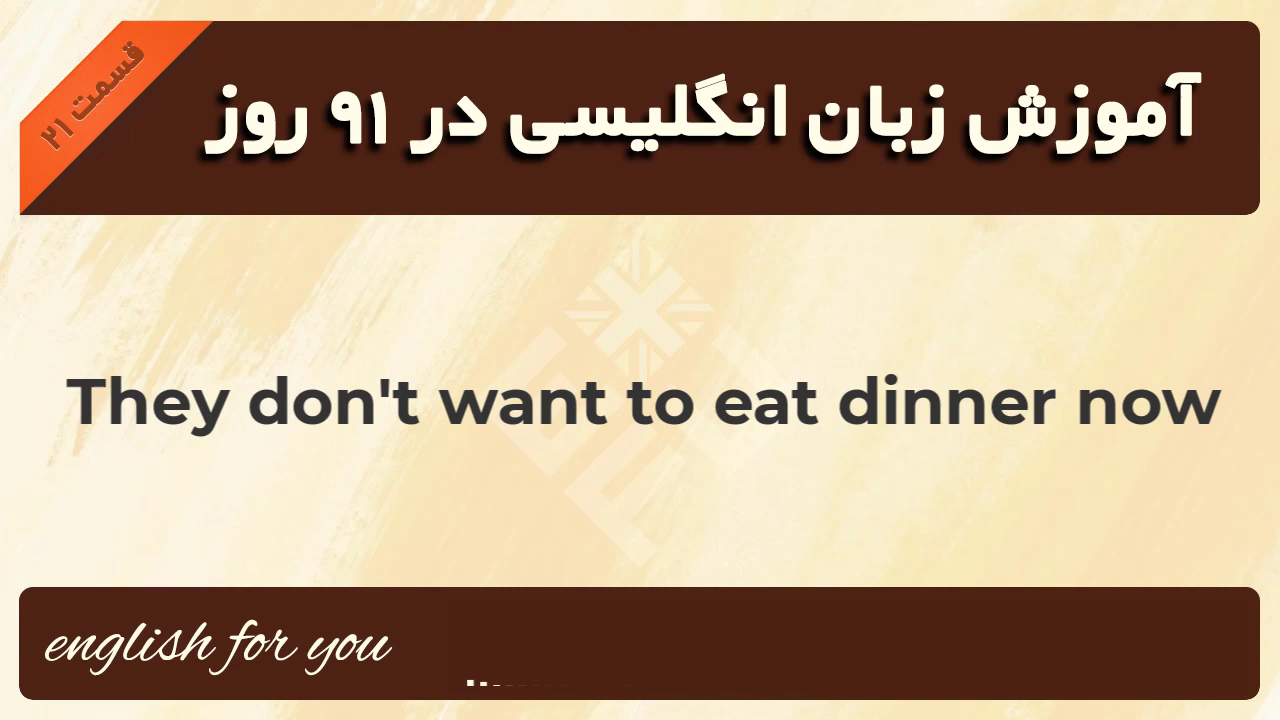 قسمت ۲۱
آموزش زبان انگلیسی در ۹۱ روز
They don't want to eat dinner now
english for you